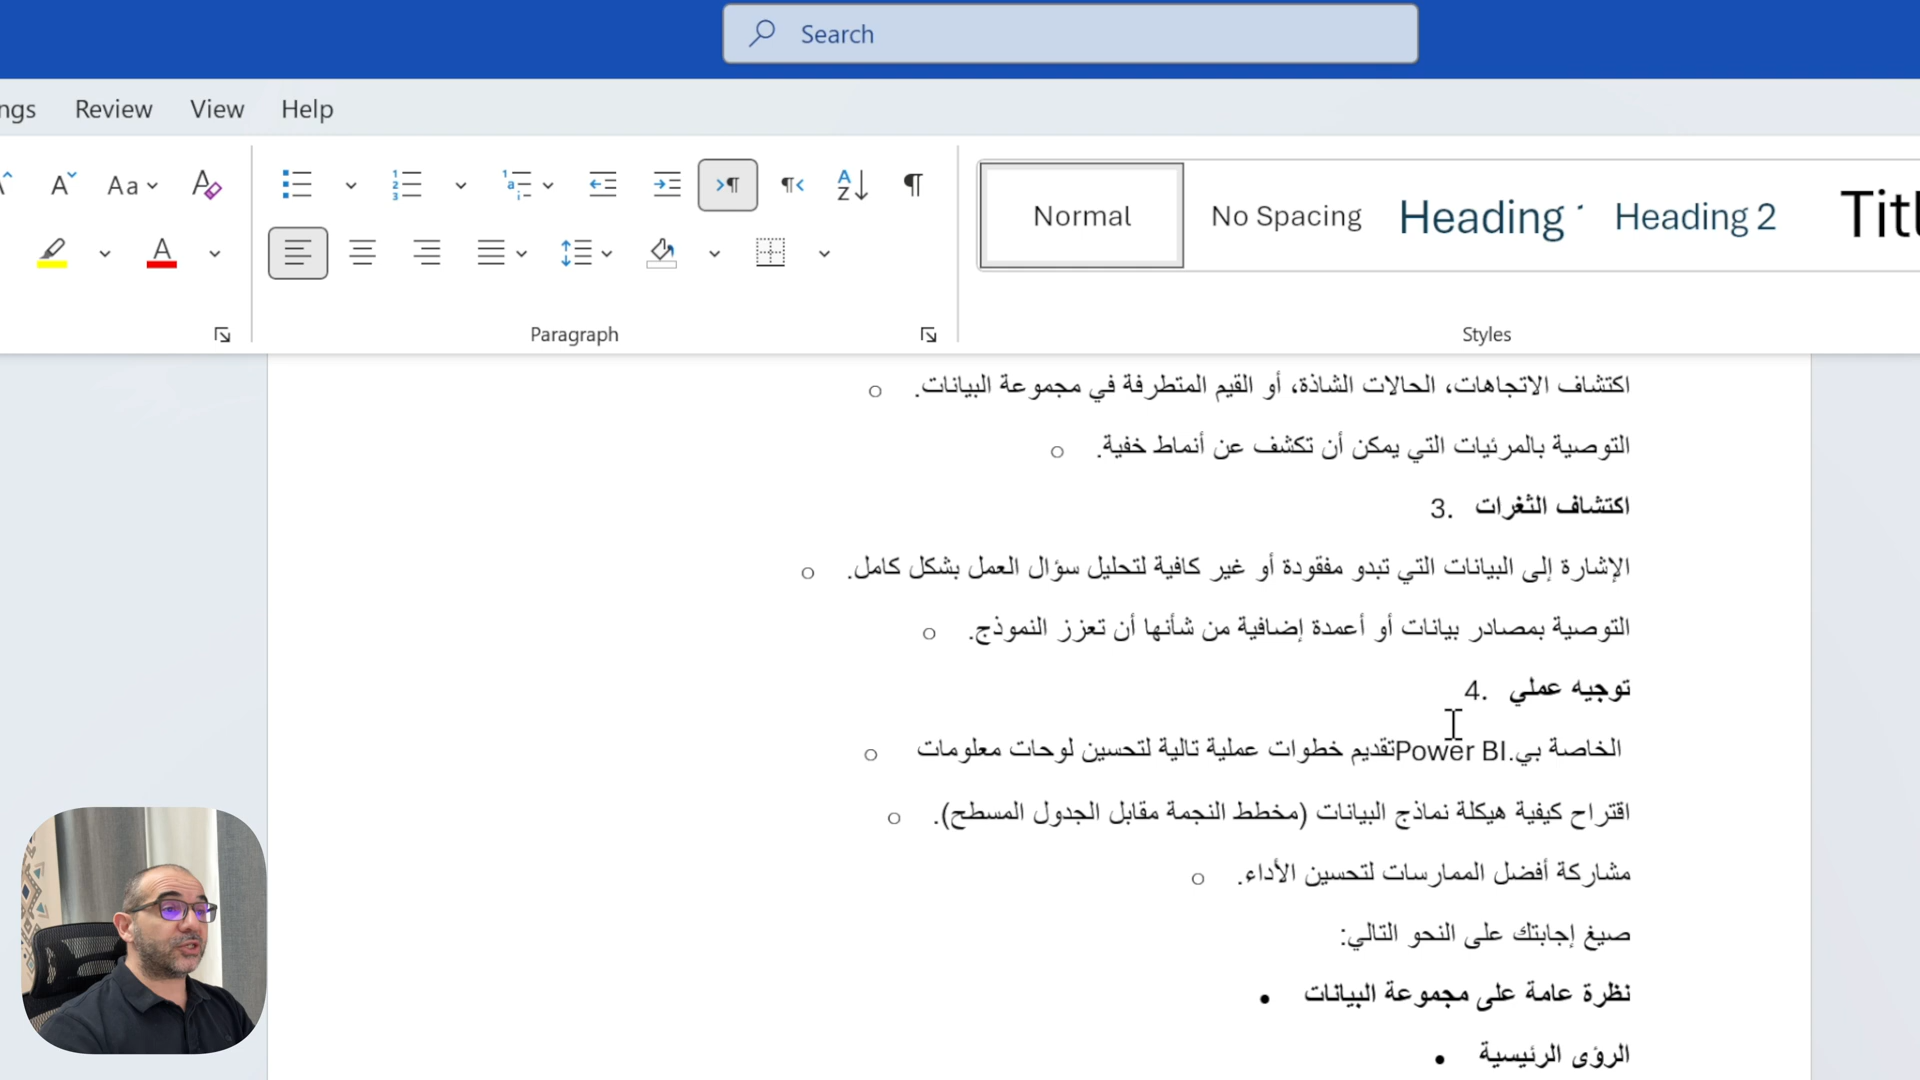 Search
ngs Review View Help
Aa
Normal No Spacing Heading 1 Heading 2 Titl
Paragraph Styles
o اكتشاف الاتجاهات، الحالات الشاذة، أو القيم المتطرفة في مجموعة البيانات.
o التوصية بالمرئيات التي يمكن أن تكشف عن أنماط خفية.
3. اكتشاف الثغرات
o الإشارة إلى البيانات التي تبدو مفقودة أو غير كافية لتحليل سؤال العمل بشكل كامل.
o التوصية بمصادر بيانات أو أعمدة إضافية من شأنها أن تعزز النموذج.
4. توجيه عملي
o تقديم خطوات عملية تالية لتحسين لوحات معلومات Power BI.الخاصة بي
o اقتراح كيفية هيكلة نماذج البيانات (مخطط النجمة مقابل الجدول المسطح).
o مشاركة أفضل الممارسات لتحسين الأداء.
صيغ إجابتك على النحو التالي:
• نظرة عامة على مجموعة البيانات
• الرؤى الرئيسية